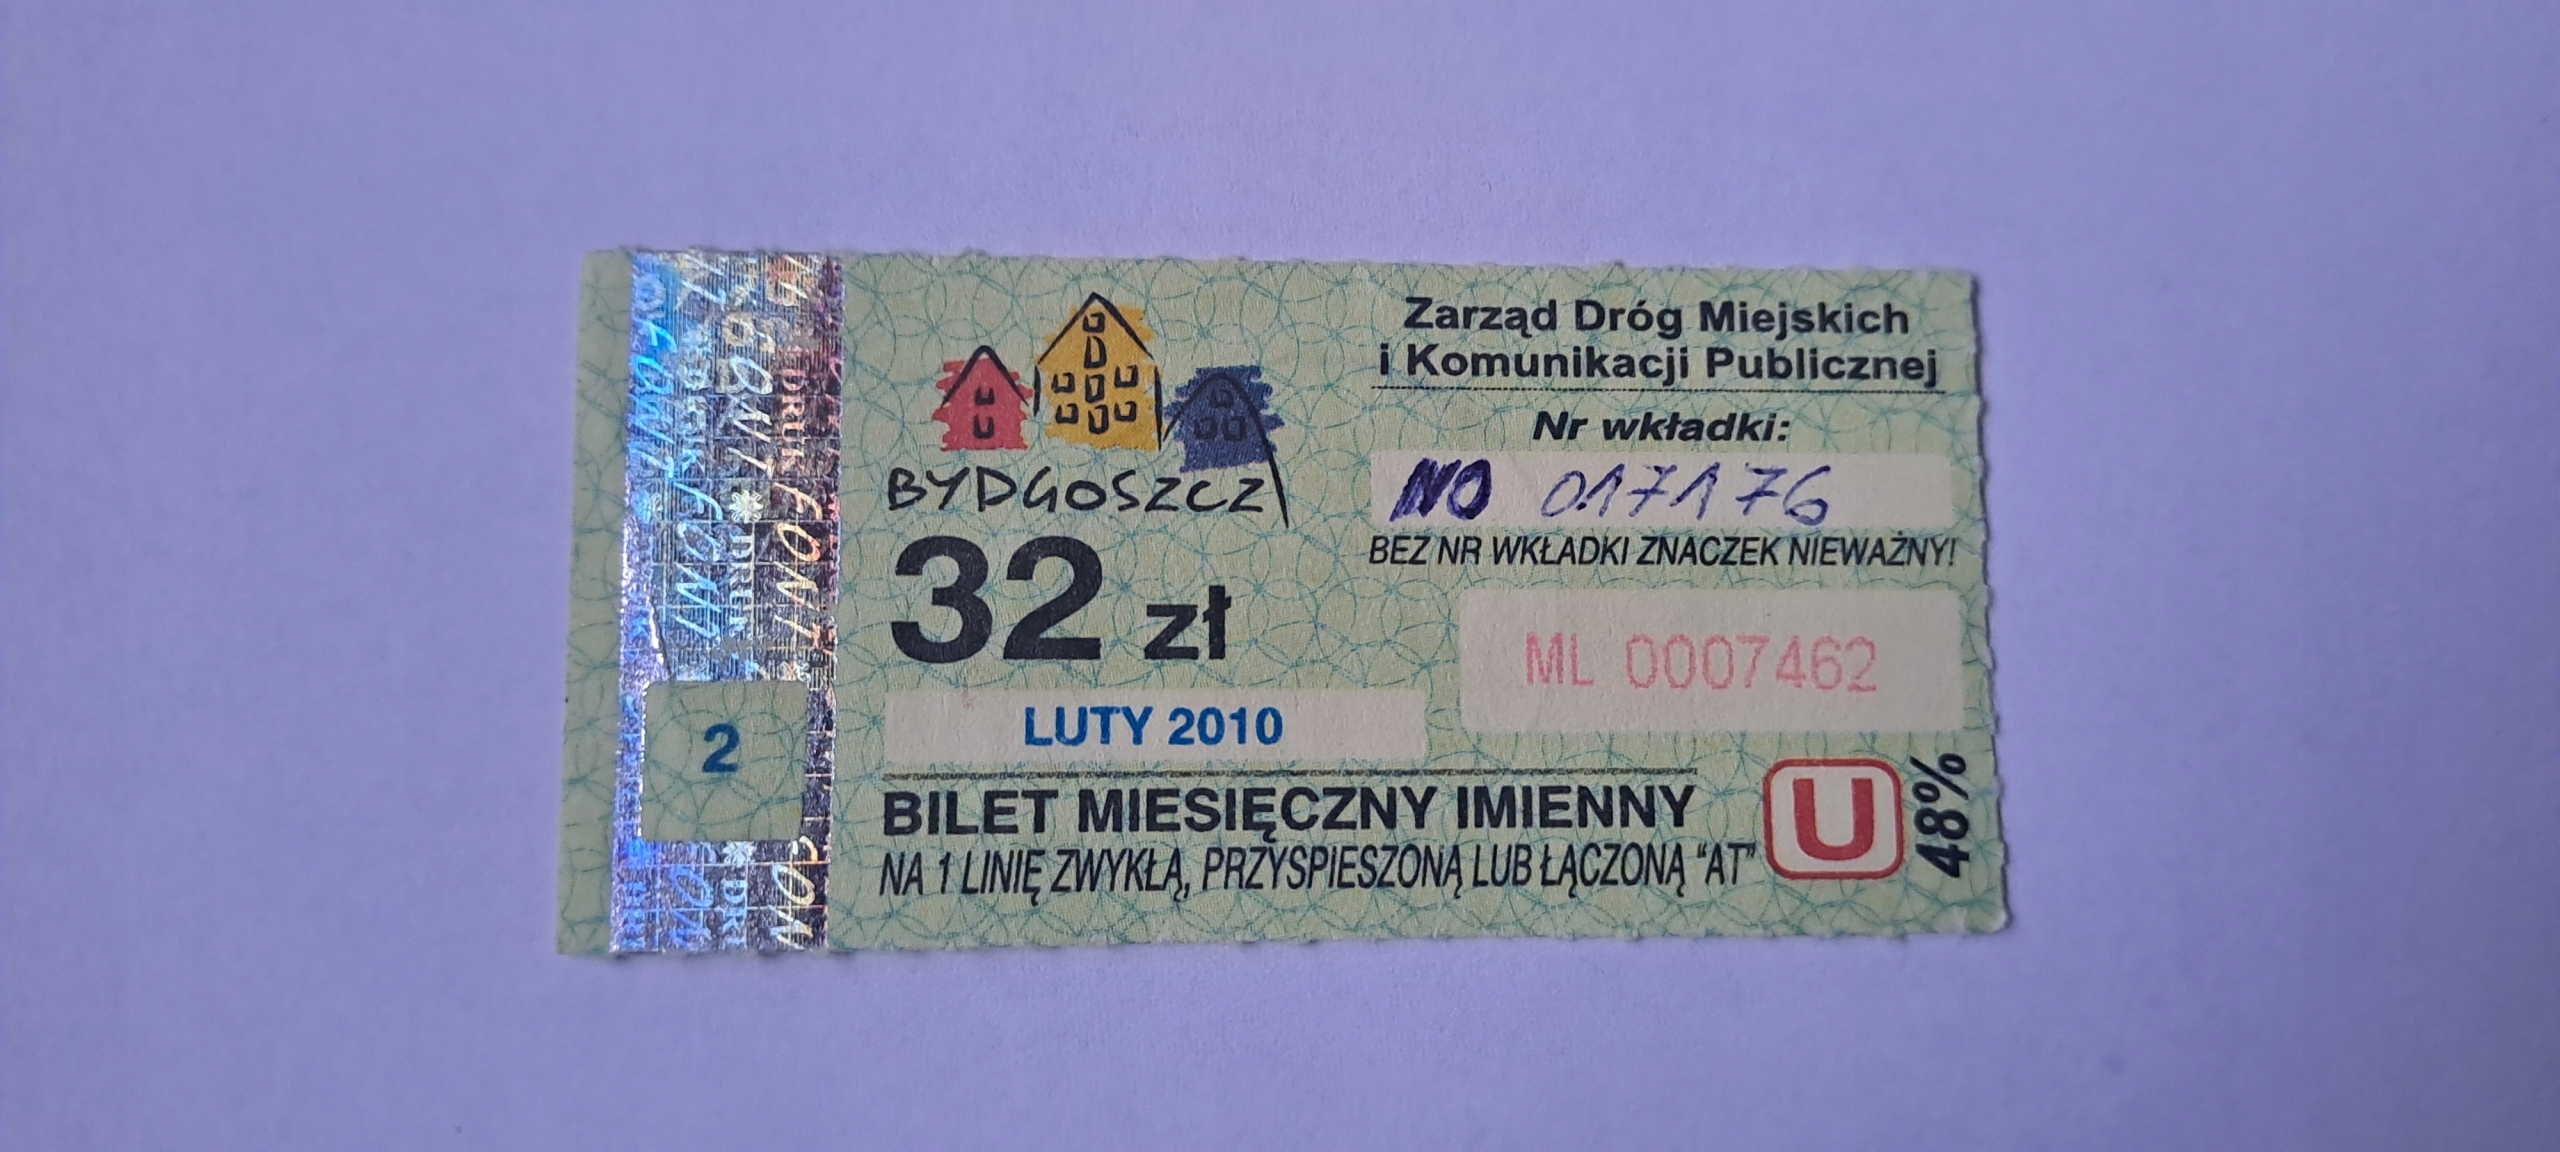 BYDGOSZCZ
32 zł
LUTY 2010
2
BILET MIESIĘCZNY IMIENNY
NA 1 LINIĘ ZWYKŁĄ, PRZYSPIESZONĄ LUB ŁĄCZONĄ "AT"
Zarząd Dróg Miejskich
i Komunikacji Publicznej
Nr wkładki:
NO 017176
BEZ NR WKŁADKI ZNACZEK NIEWAŻNY!
ML 0007462
U
48%